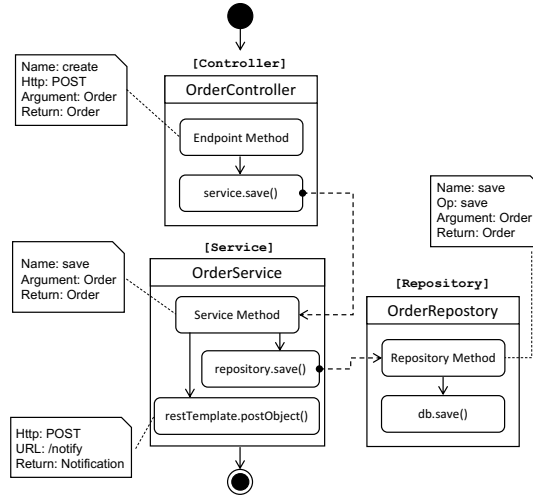 [Controller]
Name: create
Http: POST
Argument: Order
Return: Order
OrderController
Endpoint Method
service.save()
Name: save
Op: save
Argument: Order
Return: Order
[Service]
Name: save
Argument: Order
Return: Order
OrderService
Service Method
repository.save()
restTemplate.postObject()
[Repository]
OrderRepostory
Repository Method
db.save()
Http: POST
URL: /notify
Return: Notification